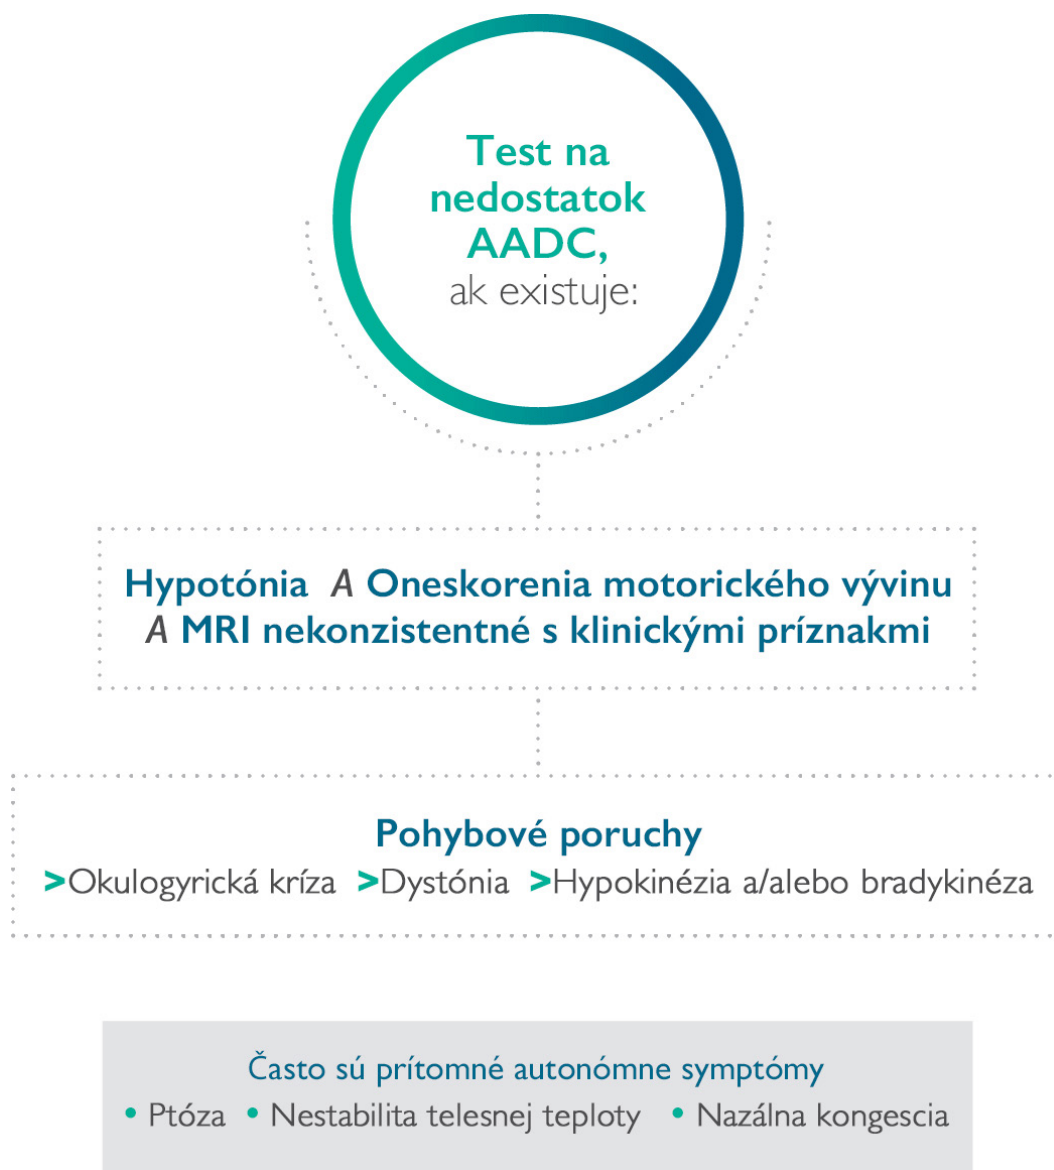 Test na
nedostatok
AADC,
ak existuje:
Hypotónia A Oneskorenia motorického vývinu
A MRI nekonzistentné s klinickými príznakmi
Pohybové poruchy
>Okulogyrická kríza >Dystónia >Hypokinézia a/alebo bradykinéza
Často sú prítomné autonómne symptómy
• Ptóza • Nestabilita telesnej teploty • Nazálna kongescia